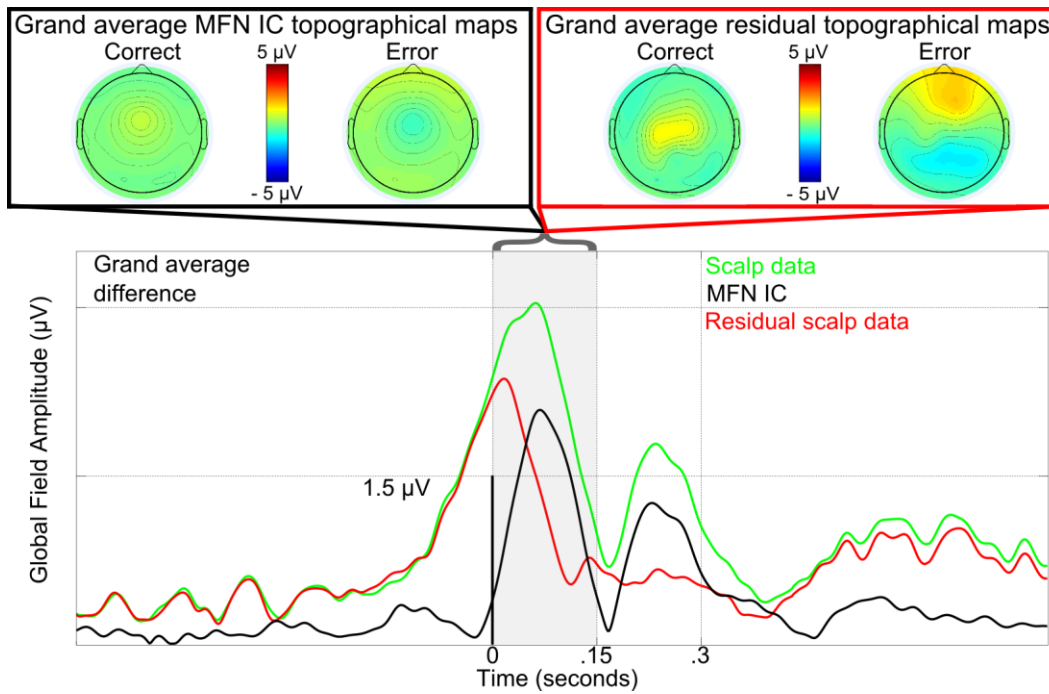 Grand average MFN IC topographical maps
Correct
5 µV
Error
- 5 µV
Grand average residual topographical maps
Correct
5 µV
Error
- 5 µV
Grand average
difference
Scalp data
MFN IC
Residual scalp data
1.5 µV
Global Field Amplitude (µV)
0
.15
.3
Time (seconds)